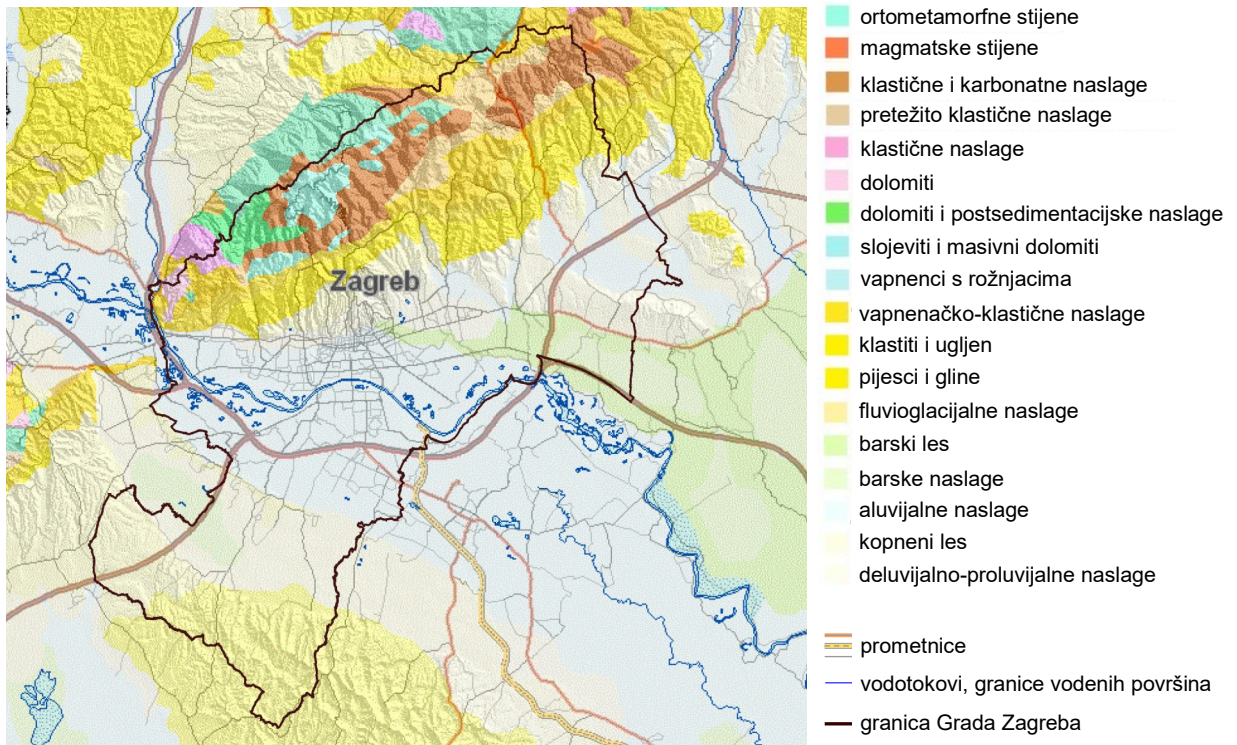 Zagreb
ortometamorfne stijene
magmatske stijene
klastične i karbonatne naslage
pretežito klastične naslage
klastične naslage
dolomiti
dolomiti i postsedimentacijske naslage
slojeviti i masivni dolomiti
vapnenci s rožnjacima
vapnenačko-klastične naslage
klastiti i ugljen
pijesci i gline
fluvioglacijalne naslage
barski les
barske naslage
aluvijalne naslage
kopneni les
deluvijalno-proluvijalne naslage
prometnice
vodotokovi, granice vodenih površina
granica Grada Zagreba